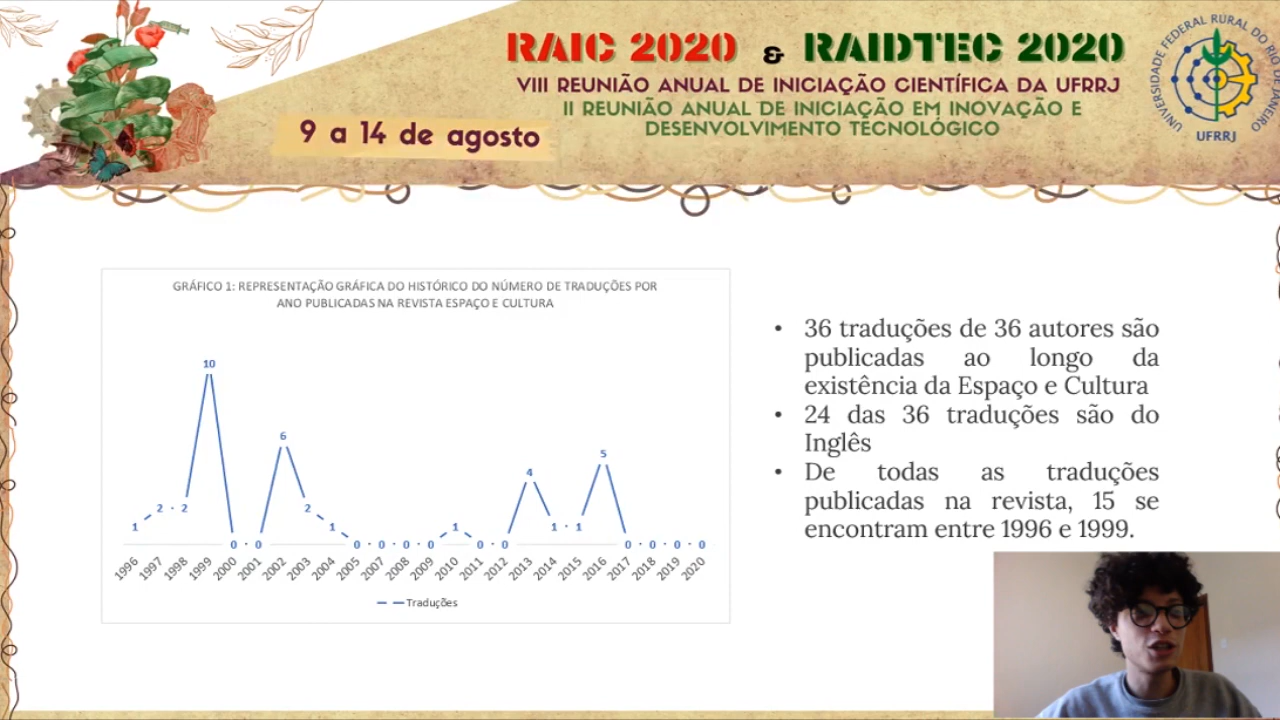 RAIC 2020 & RAIDTEC 2020
VIII REUNIÃO ANUAL DE INICIAÇÃO CIENTÍFICA DA UFRRJ
II REUNIÃO ANUAL DE INICIAÇÃO EM INOVAÇÃO E
DESENVOLVIMENTO TECNOLÓGICO
9 a 14 de agosto
UNIVERSIDADE FEDERAL RURAL DO RIO DE JANEIRO
UFRRJ
GRÁFICO 1: REPRESENTAÇÃO GRÁFICA DO HISTÓRICO DO NÚMERO DE TRADUÇÕES POR
ANO PUBLICADAS NA REVISTA ESPAÇO E CULTURA
1 2 2 10 0 0 6 2 1 0 0 0 0 1 0 0 4 1 1 5 0 0 0 0
1996 1997 1998 1999 2000 2001 2002 2003 2004 2005 2007 2008 2009 2010 2011 2012 2013 2014 2015 2016 2017 2018 2019 2020
Traduções
• 36 traduções de 36 autores são
publicadas ao longo da
existência da Espaço e Cultura
• 24 das 36 traduções são do
Inglês
• De todas as traduções
publicadas na revista, 15 se
encontram entre 1996 e 1999.